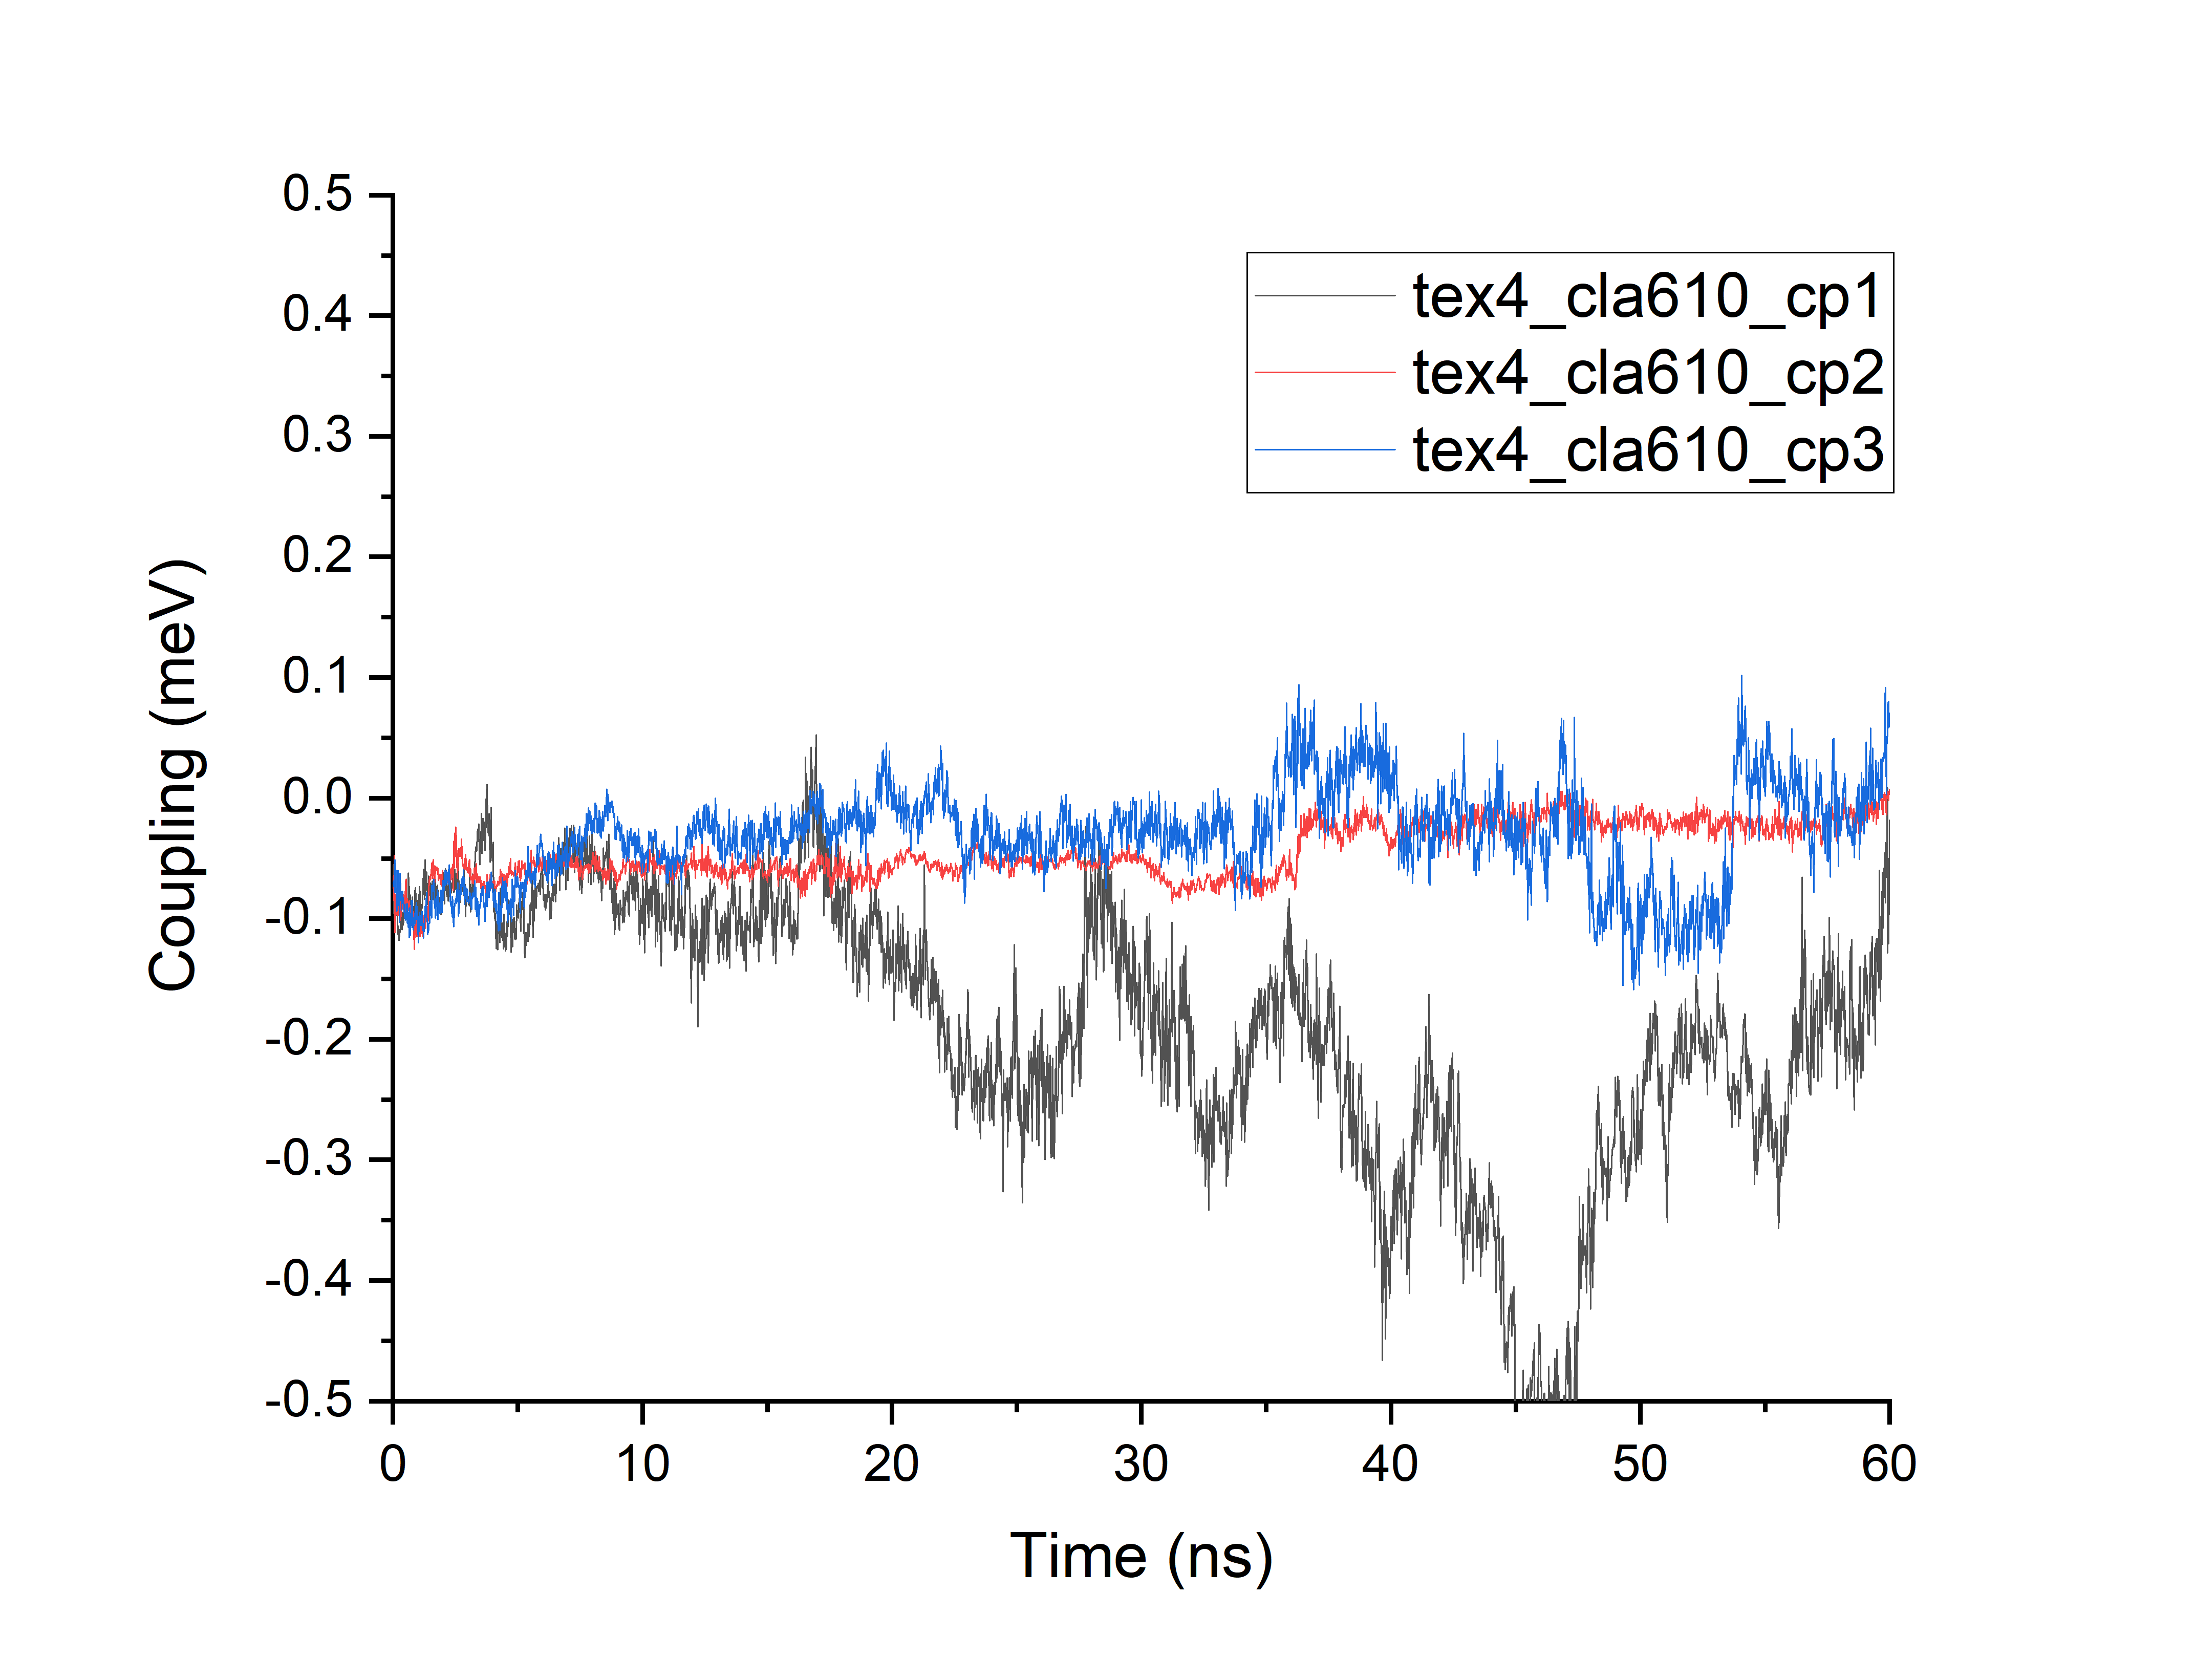 0.5
0.4
0.3
0.2
0.1
0.0
-0.1
-0.2
-0.3
-0.4
-0.5
Coupling (meV)
tex4_cla610_cp1
tex4_cla610_cp2
tex4_cla610_cp3
0 10 20 30 40 50 60
Time (ns)